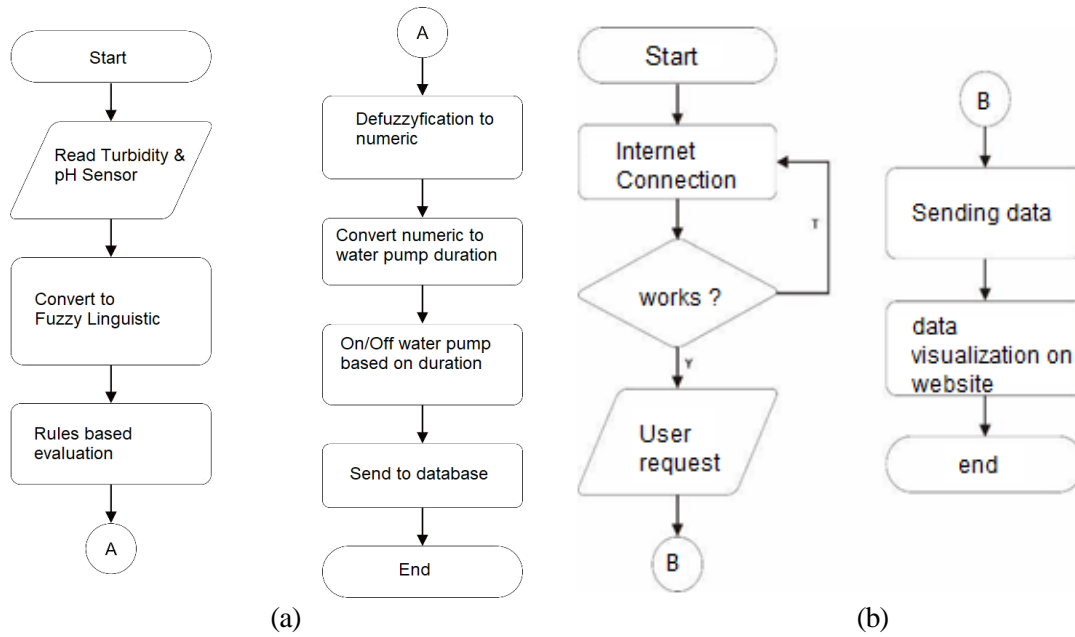 Start
Read Turbidity &
pH Sensor
Convert to
Fuzzy Linguistic
Rules based
evaluation
A
A
Defuzzyfication to
numeric
Convert numeric to
water pump duration
On/Off water pump
based on duration
Send to database
End
(a)
Start
Internet
Connection
T
works ?
Y
User
request
B
B
Sending data
data
visualization on
website
end
(b)